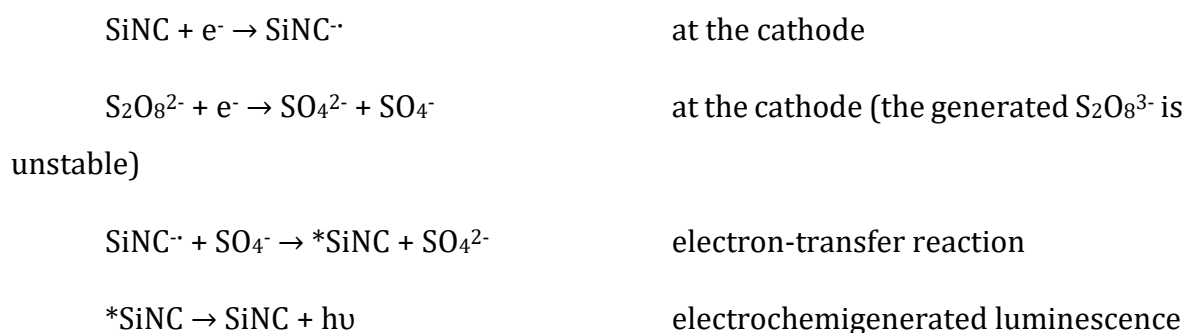 SiNC + e⁻ → SiNC⁻· at the cathode
S₂O₈²⁻ + e⁻ → SO₄²⁻ + SO₄⁻ at the cathode (the generated S₂O₈³⁻ is
unstable)
SiNC⁻· + SO₄⁻ → *SiNC + SO₄²⁻ electron-transfer reaction
*SiNC → SiNC + hυ electrochemigenerated luminescence